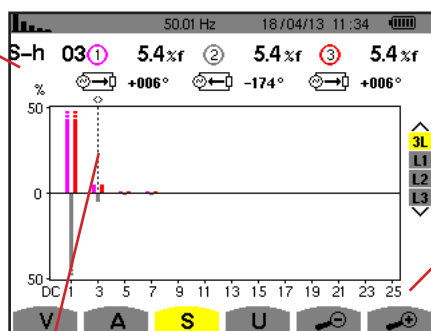 50.01 Hz 18/04/13 11:34
S-h 03 1 5.4%f 2 5.4%f 3 5.4%f
+006° -174° +006°
%
50
0
50
DC 1 3 5 7 9 11 13 15 17 19 21 23 25
3L
L1
L2
L3
V A S U